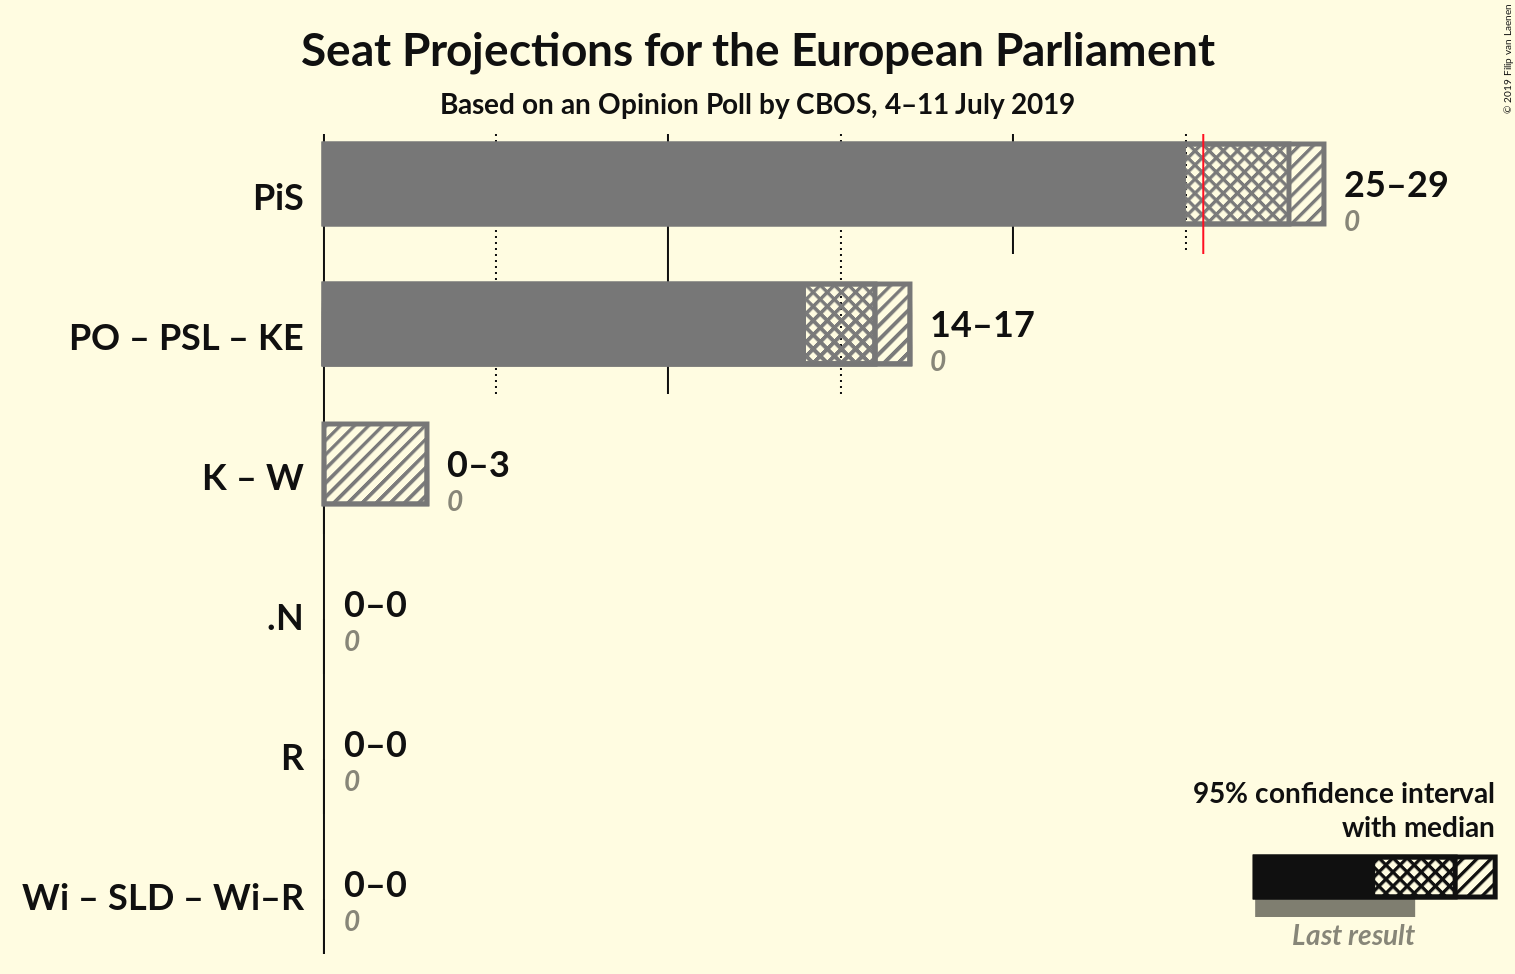 Seat Projections for the European Parliament
Based on an Opinion Poll by CBOS, 4–11 July 2019
© 2019 Filip van Laenen
PiS
25–29
0
PO – PSL – KE
14–17
0
K – W
0–3
0
.N
0–0
0
R
0–0
0
Wi – SLD – Wi–R
0–0
0
95% confidence interval
with median
Last result